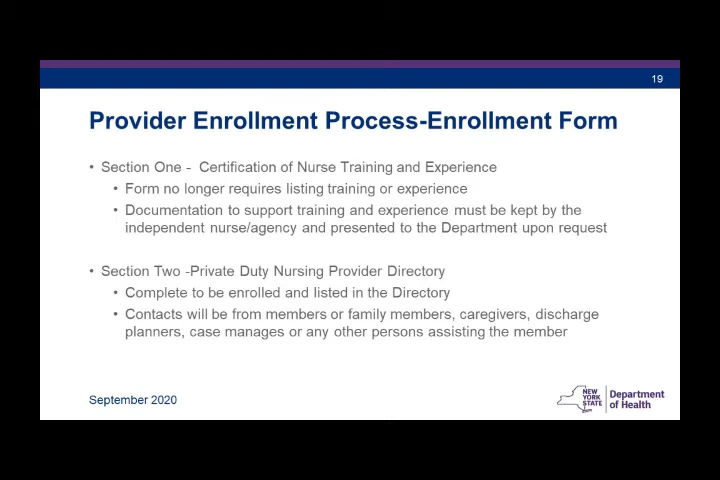 19
Provider Enrollment Process-Enrollment Form
• Section One - Certification of Nurse Training and Experience
• Form no longer requires listing training or experience
• Documentation to support training and experience must be kept by the
independent nurse/agency and presented to the Department upon request
• Section Two -Private Duty Nursing Provider Directory
• Complete to be enrolled and listed in the Directory
• Contacts will be from members or family members, caregivers, discharge
planners, case manages or any other persons assisting the member
September 2020
NEW
YORK
STATE
Department
of Health